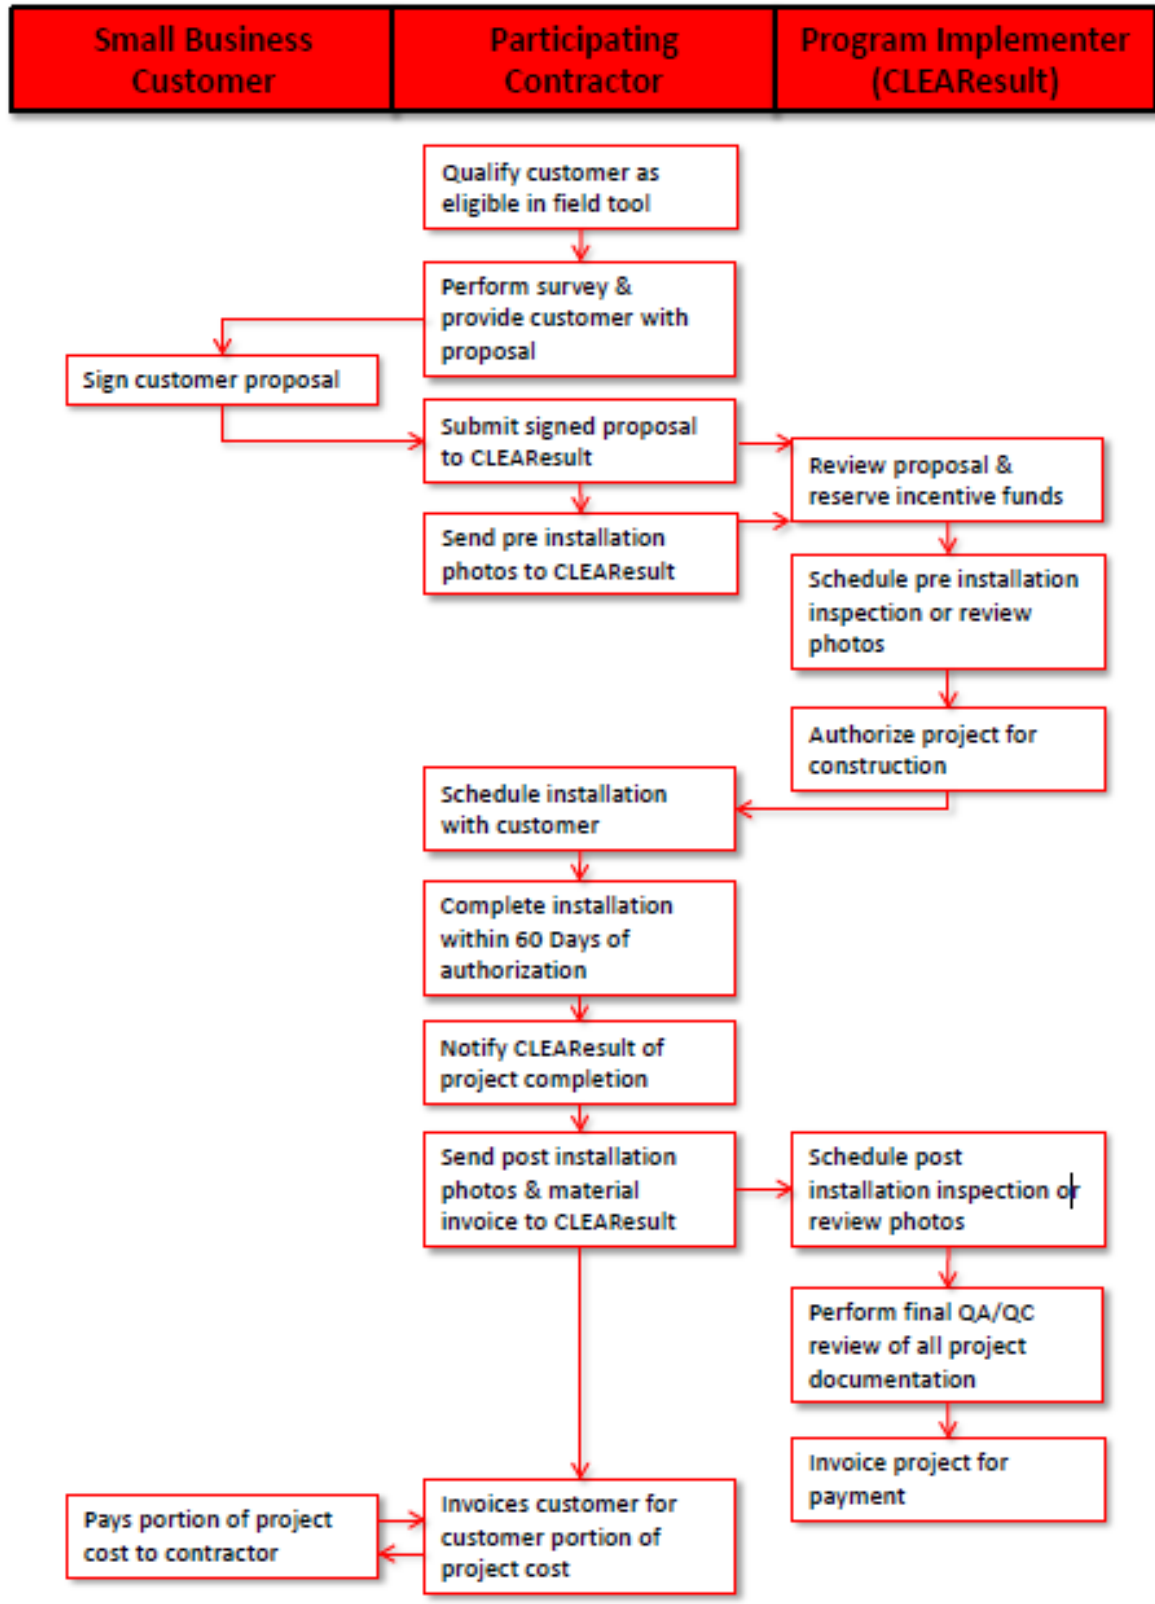 Small Business
Customer
Participating
Contractor
Program Implementer
(CLEAResult)
Qualify customer as
eligible in field tool
Perform survey &
provide customer with
proposal
Sign customer proposal
Submit signed proposal
to CLEAResult
Review proposal &
reserve incentive funds
Send pre installation
photos to CLEAResult
Schedule pre installation
inspection or review
photos
Authorize project for
construction
Schedule installation
with customer
Complete installation
within 60 Days of
authorization
Notify CLEAResult of
project completion
Send post installation
photos & material
invoice to CLEAResult
Schedule post
installation inspection or
review photos
Perform final QA/QC
review of all project
documentation
Invoice project for
payment
Invoices customer for
customer portion of
project cost
Pays portion of project
cost to contractor